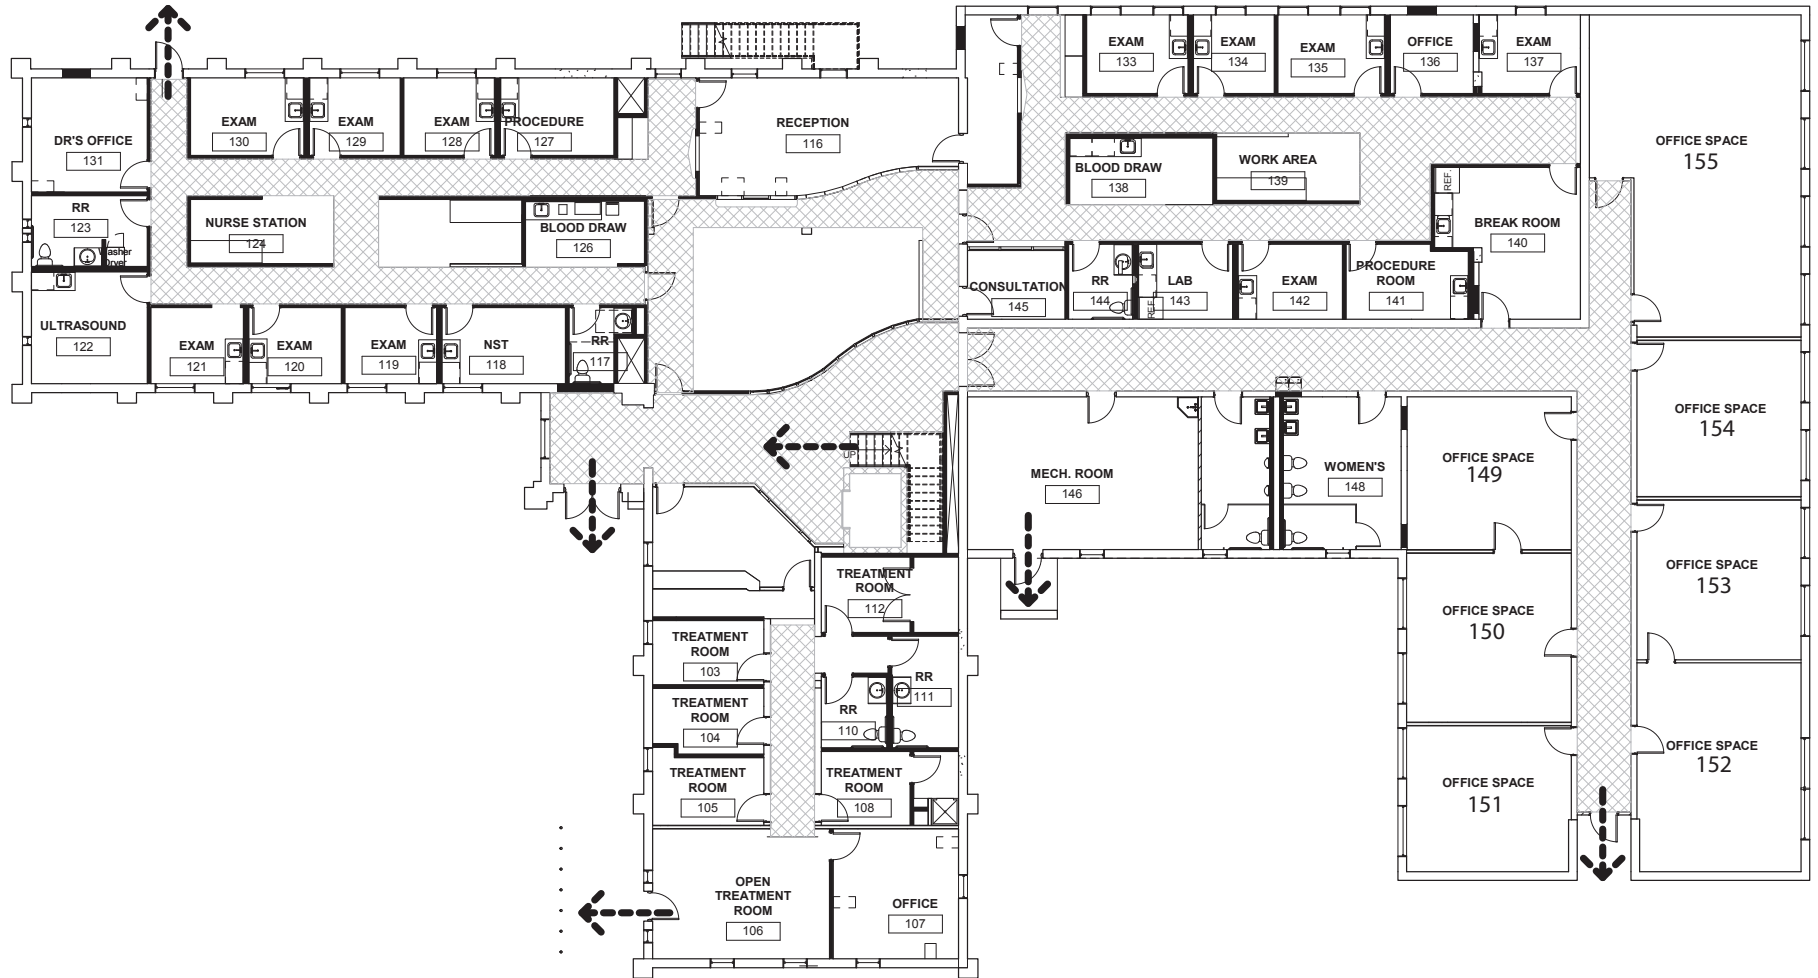 EXAM
133
EXAM
134
EXAM
135
OFFICE
136
EXAM
137
DR'S OFFICE
131
EXAM
130
EXAM
129
EXAM
128
PROCEDURE
127
RECEPTION
116
OFFICE SPACE
155
BLOOD DRAW
138
WORK AREA
139
REF.
BREAK ROOM
140
RR
123
Washer
Dryer
NURSE STATION
124
BLOOD DRAW
126
ULTRASOUND
122
EXAM
121
EXAM
120
EXAM
119
NST
118
RR
117
CONSULTATION
145
RR
144
LAB
143
REF.
EXAM
142
PROCEDURE
ROOM
141
OFFICE SPACE
154
UP
MECH. ROOM
146
WOMEN'S
148
OFFICE SPACE
149
OFFICE SPACE
153
OFFICE SPACE
150
OFFICE SPACE
152
OFFICE SPACE
151
TREATMENT
ROOM
112
TREATMENT
ROOM
103
TREATMENT
ROOM
104
RR
111
RR
110
TREATMENT
ROOM
105
TREATMENT
ROOM
108
OPEN
TREATMENT
ROOM
106
OFFICE
107